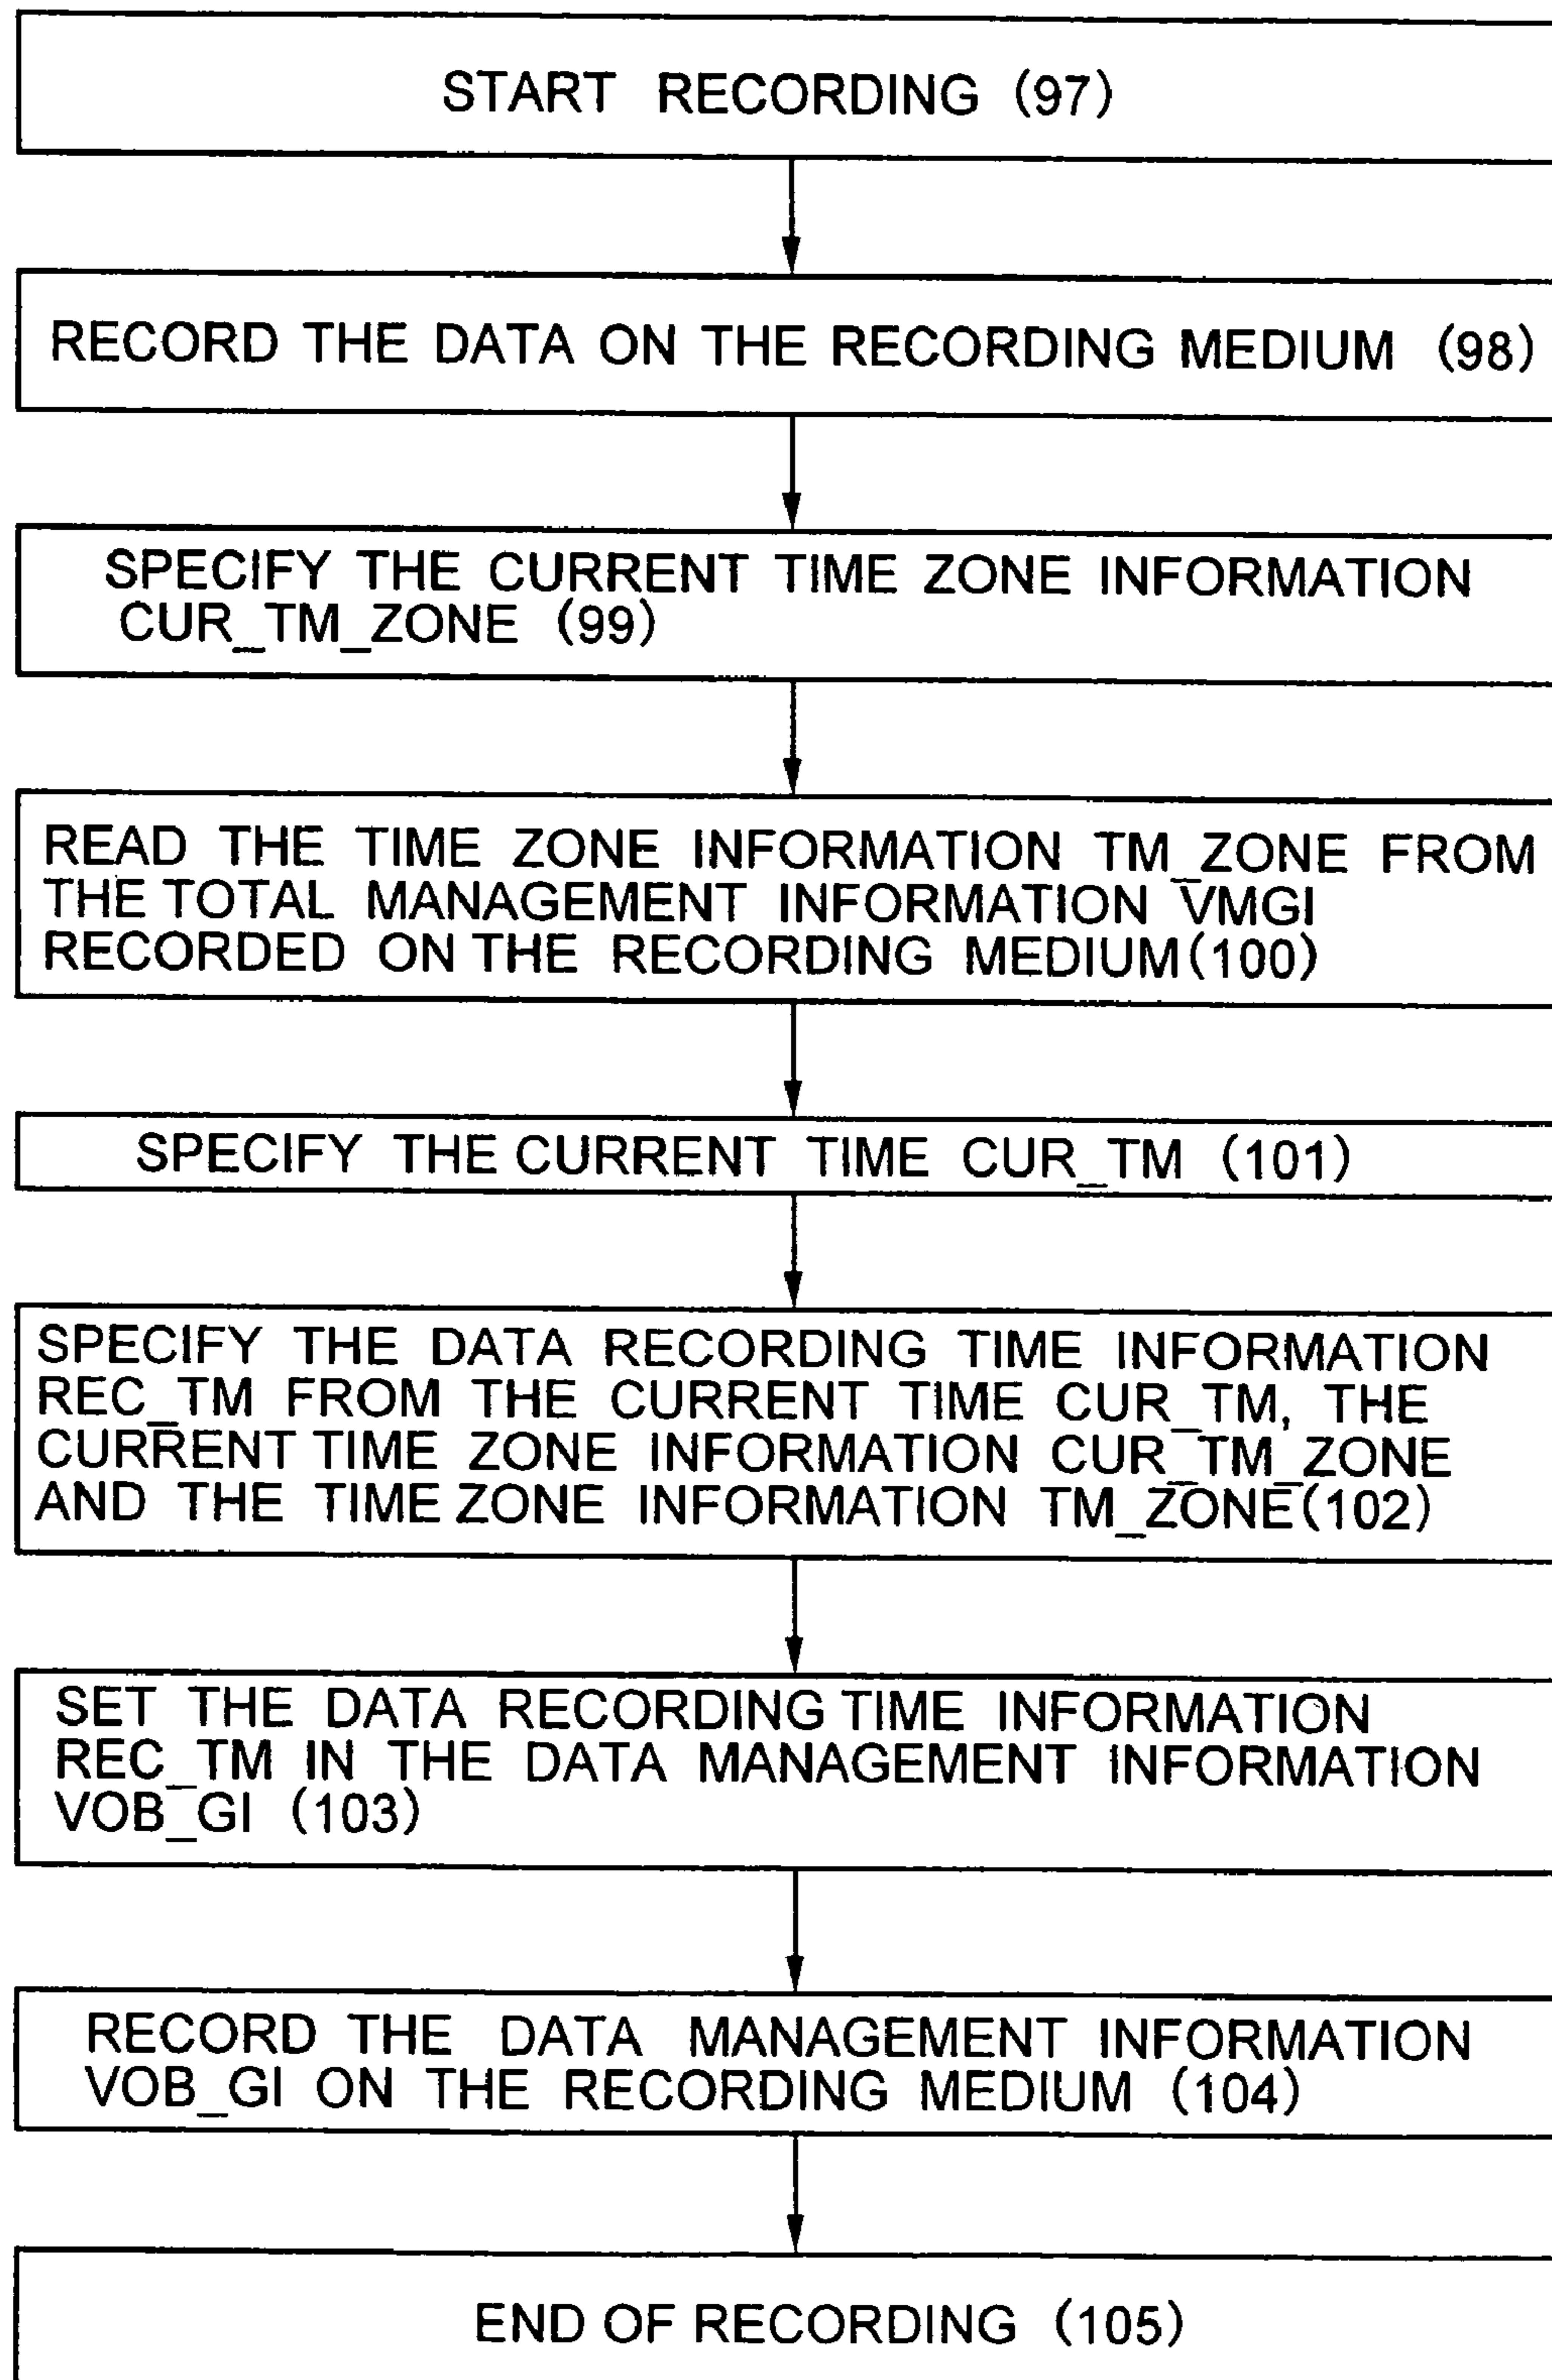 START RECORDING (97)
RECORD THE DATA ON THE RECORDING MEDIUM (98)
SPECIFY THE CURRENT TIME ZONE INFORMATION
CUR_TM_ZONE (99)
READ THE TIME ZONE INFORMATION TM_ZONE FROM
THE TOTAL MANAGEMENT INFORMATION VMGI
RECORDED ON THE RECORDING MEDIUM(100)
SPECIFY THE CURRENT TIME CUR_TM (101)
SPECIFY THE DATA RECORDING TIME INFORMATION
REC_TM FROM THE CURRENT TIME CUR_TM, THE
CURRENT TIME ZONE INFORMATION CUR_TM_ZONE
AND THE TIME ZONE INFORMATION TM_ZONE(102)
SET THE DATA RECORDING TIME INFORMATION
REC_TM IN THE DATA MANAGEMENT INFORMATION
VOB_GI (103)
RECORD THE DATA MANAGEMENT INFORMATION
VOB_GI ON THE RECORDING MEDIUM (104)
END OF RECORDING (105)